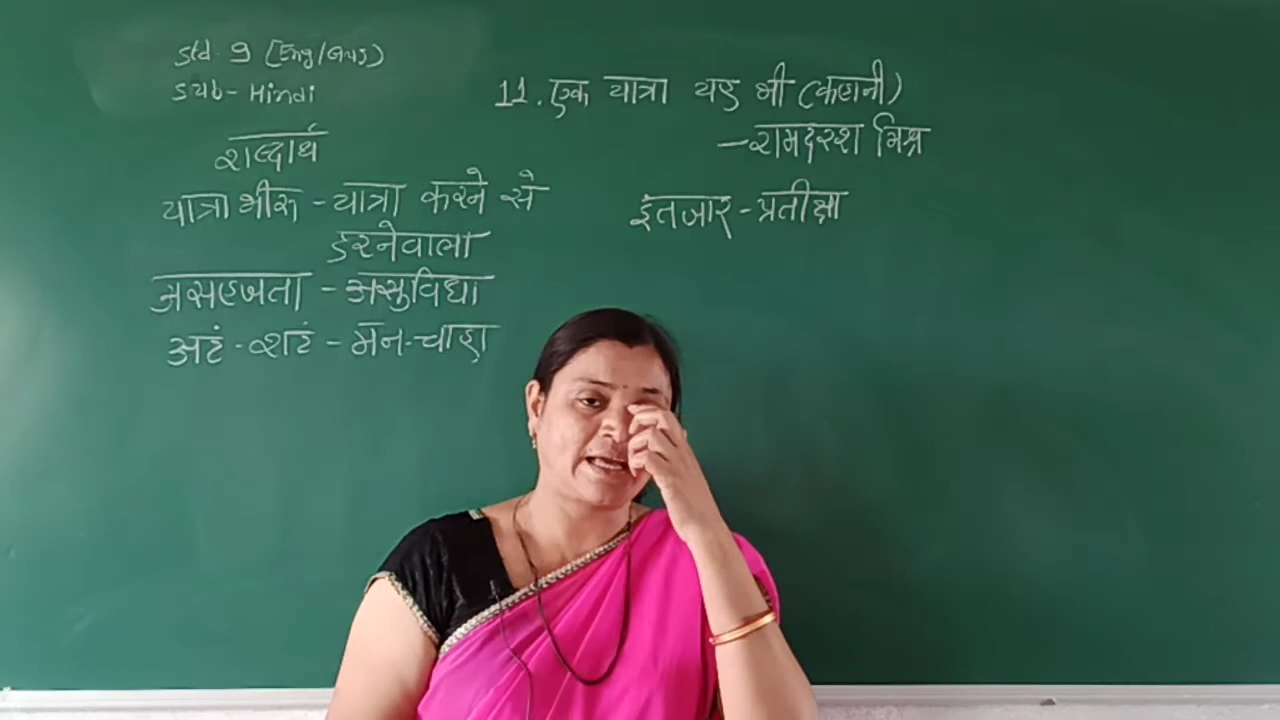 Std. 9 (Eng/Guj)
Sub- Hindi
11. एक यात्रा यह भी (कहानी)
- रामदरश मिश्र
शब्दार्थ
यात्रा भीरू - यात्रा करने से
डरनेवाला
असहजता - असुविधा
अटं-शटं - मन-चाहा
इंतजार - प्रतीक्षा